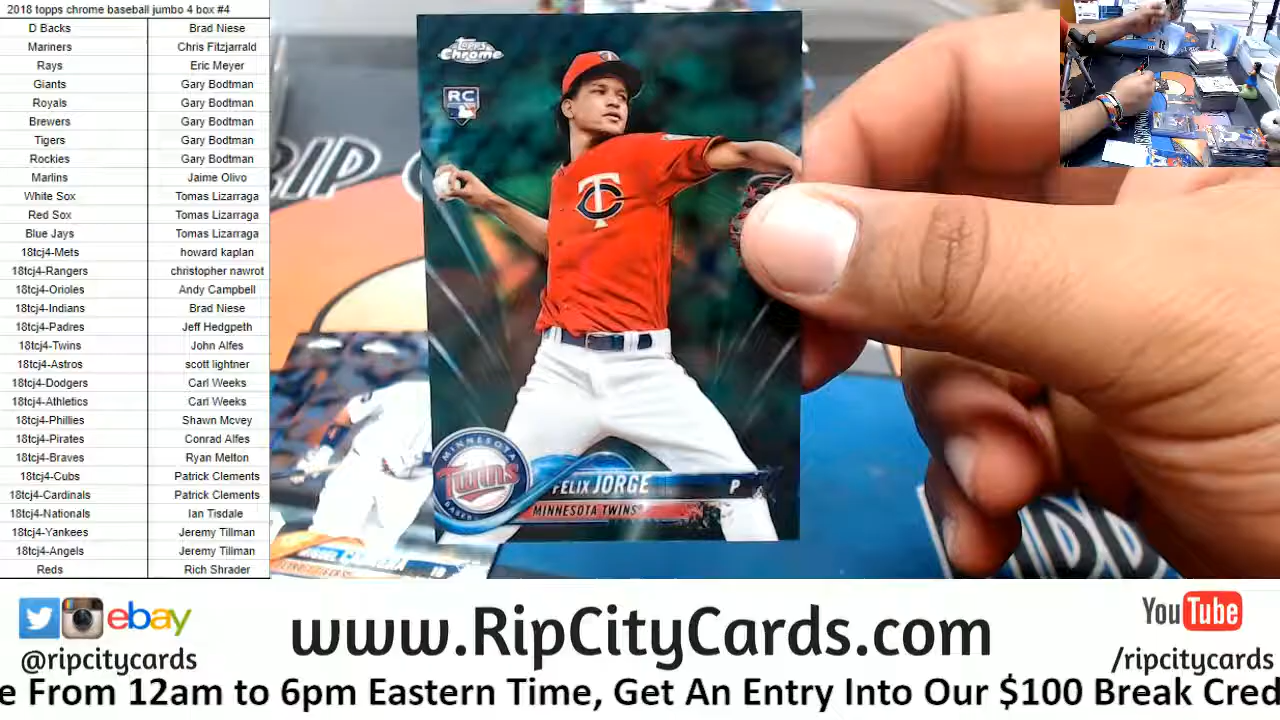 2018 topps chrome baseball jumbo 4 box #4
D Backs Brad Niese
Mariners Chris Fitzjarrald
Rays Eric Meyer
Giants Gary Bodtman
Royals Gary Bodtman
Brewers Gary Bodtman
Tigers Gary Bodtman
Rockies Gary Bodtman
Marlins Jaime Olivo
White Sox Tomas Lizarraga
Red Sox Tomas Lizarraga
Blue Jays Tomas Lizarraga
18tcj4-Mets howard kaplan
18tcj4-Rangers christopher nawrot
18tcj4-Orioles Andy Campbell
18tcj4-Indians Brad Niese
18tcj4-Padres Jeff Hedgpeth
18tcj4-Twins John Alfes
18tcj4-Astros scott lightner
18tcj4-Dodgers Carl Weeks
18tcj4-Athletics Carl Weeks
18tcj4-Phillies Shawn Mcvey
18tcj4-Pirates Conrad Alfes
18tcj4-Braves Ryan Melton
18tcj4-Cubs Patrick Clements
18tcj4-Cardinals Patrick Clements
18tcj4-Nationals Ian Tisdale
18tcj4-Yankees Jeremy Tillman
18tcj4-Angels Jeremy Tillman
Reds Rich Shrader
Topps
Chrome
RC
RIP C
TC
MINNESOTA
Twins
BASEBALL
FELIX JORGE P
MINNESOTA TWINS
ebay
@ripcitycards
www.RipCityCards.com
YouTube
/ripcitycards
e From 12am to 6pm Eastern Time, Get An Entry Into Our $100 Break Cred